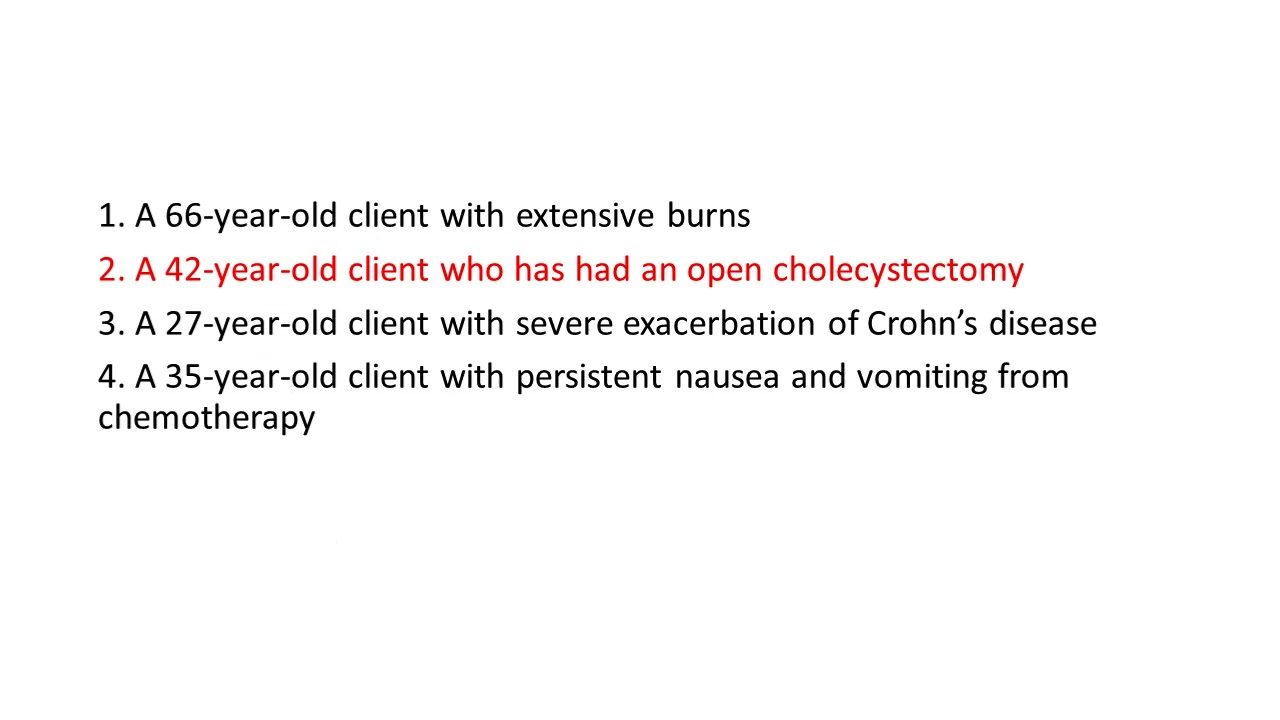 1. A 66-year-old client with extensive burns
2. A 42-year-old client who has had an open cholecystectomy
3. A 27-year-old client with severe exacerbation of Crohn’s disease
4. A 35-year-old client with persistent nausea and vomiting from
chemotherapy